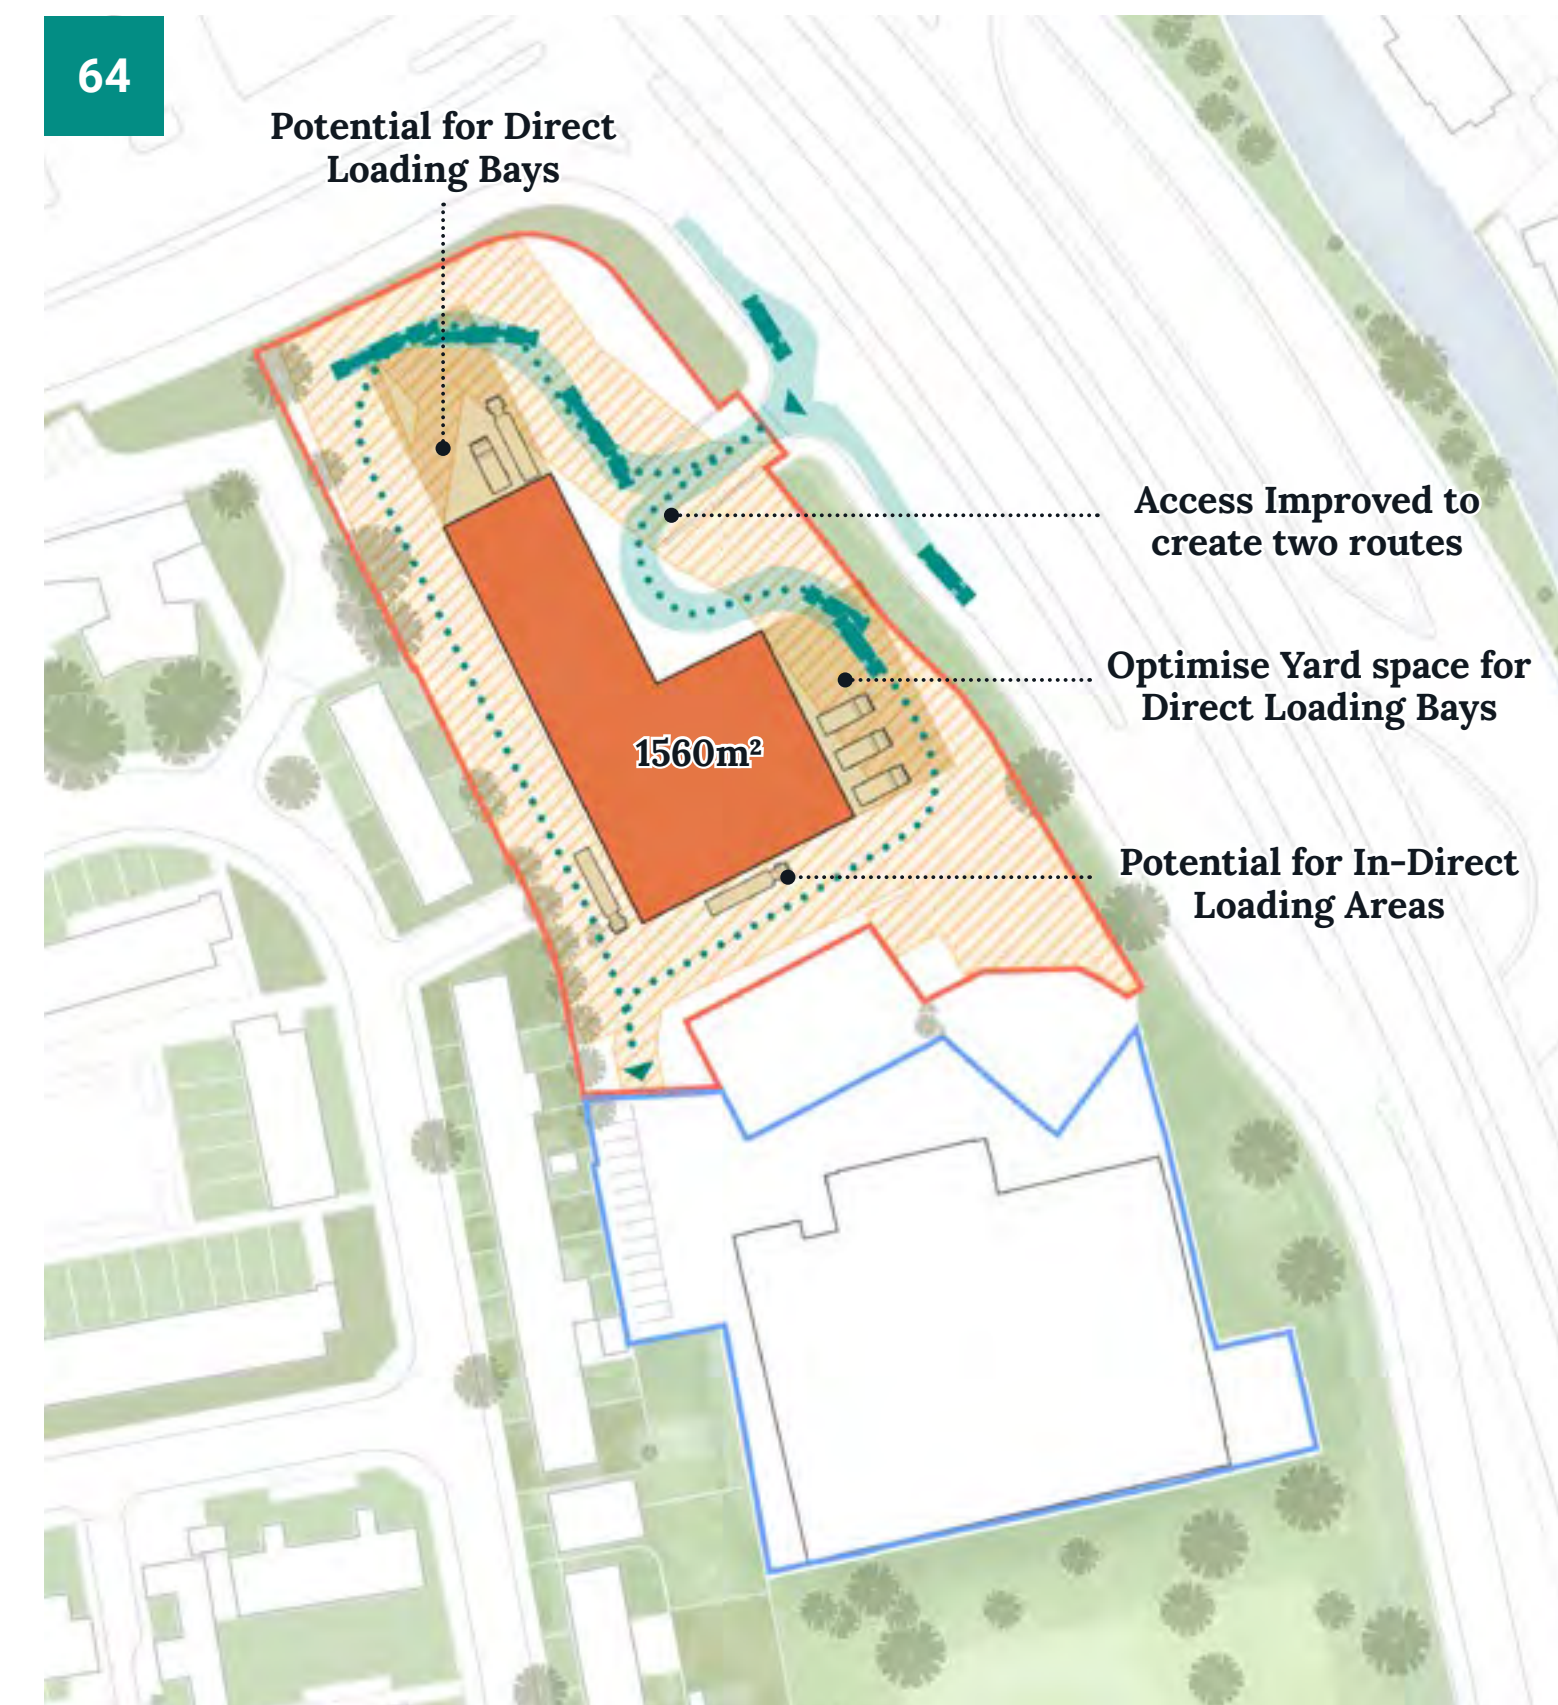 64
Potential for Direct
Loading Bays
Access Improved to
create two routes
Optimise Yard space for
Direct Loading Bays
1560m²
Potential for In-Direct
Loading Areas